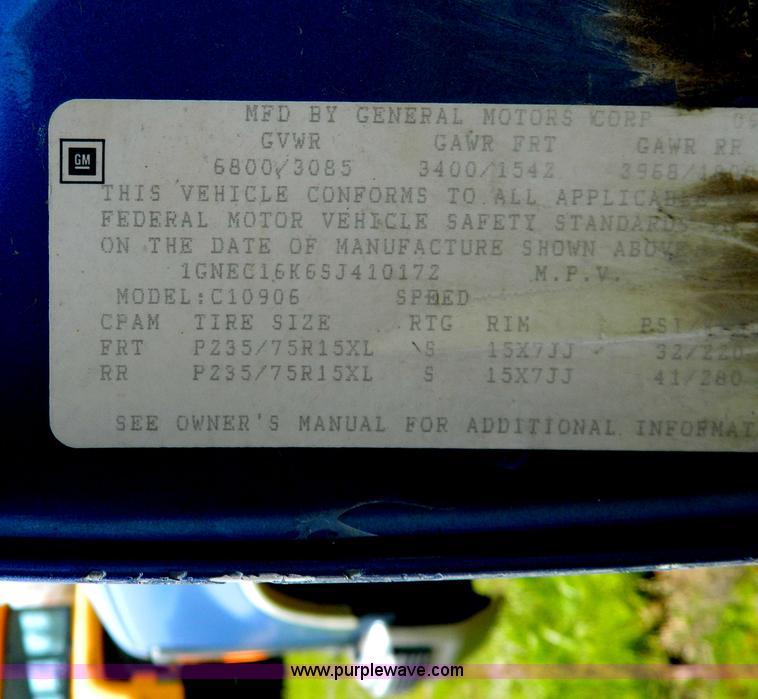 MFD BY GENERAL MOTORS CORP
GVWR GAWR FRT GAWR RR
GM
6800/3085 3400/1542
THIS VEHICLE CONFORMS TO ALL
FEDERAL MOTOR VEHICLE SAFETY
ON THE DATE OF MANUFACTURE SHOWN
1GNEC16K6SJ410172 M.P.V.
MODEL:C10906 SPEED
CPAM TIRE SIZE RTG RIM
FRT P235/75R15XL S 15X7JJ 32/220
RR P235/75R15XL S 15X7JJ 41/280
SEE OWNER'S MANUAL FOR ADDITIONAL INFORMAT
www.purplewave.com